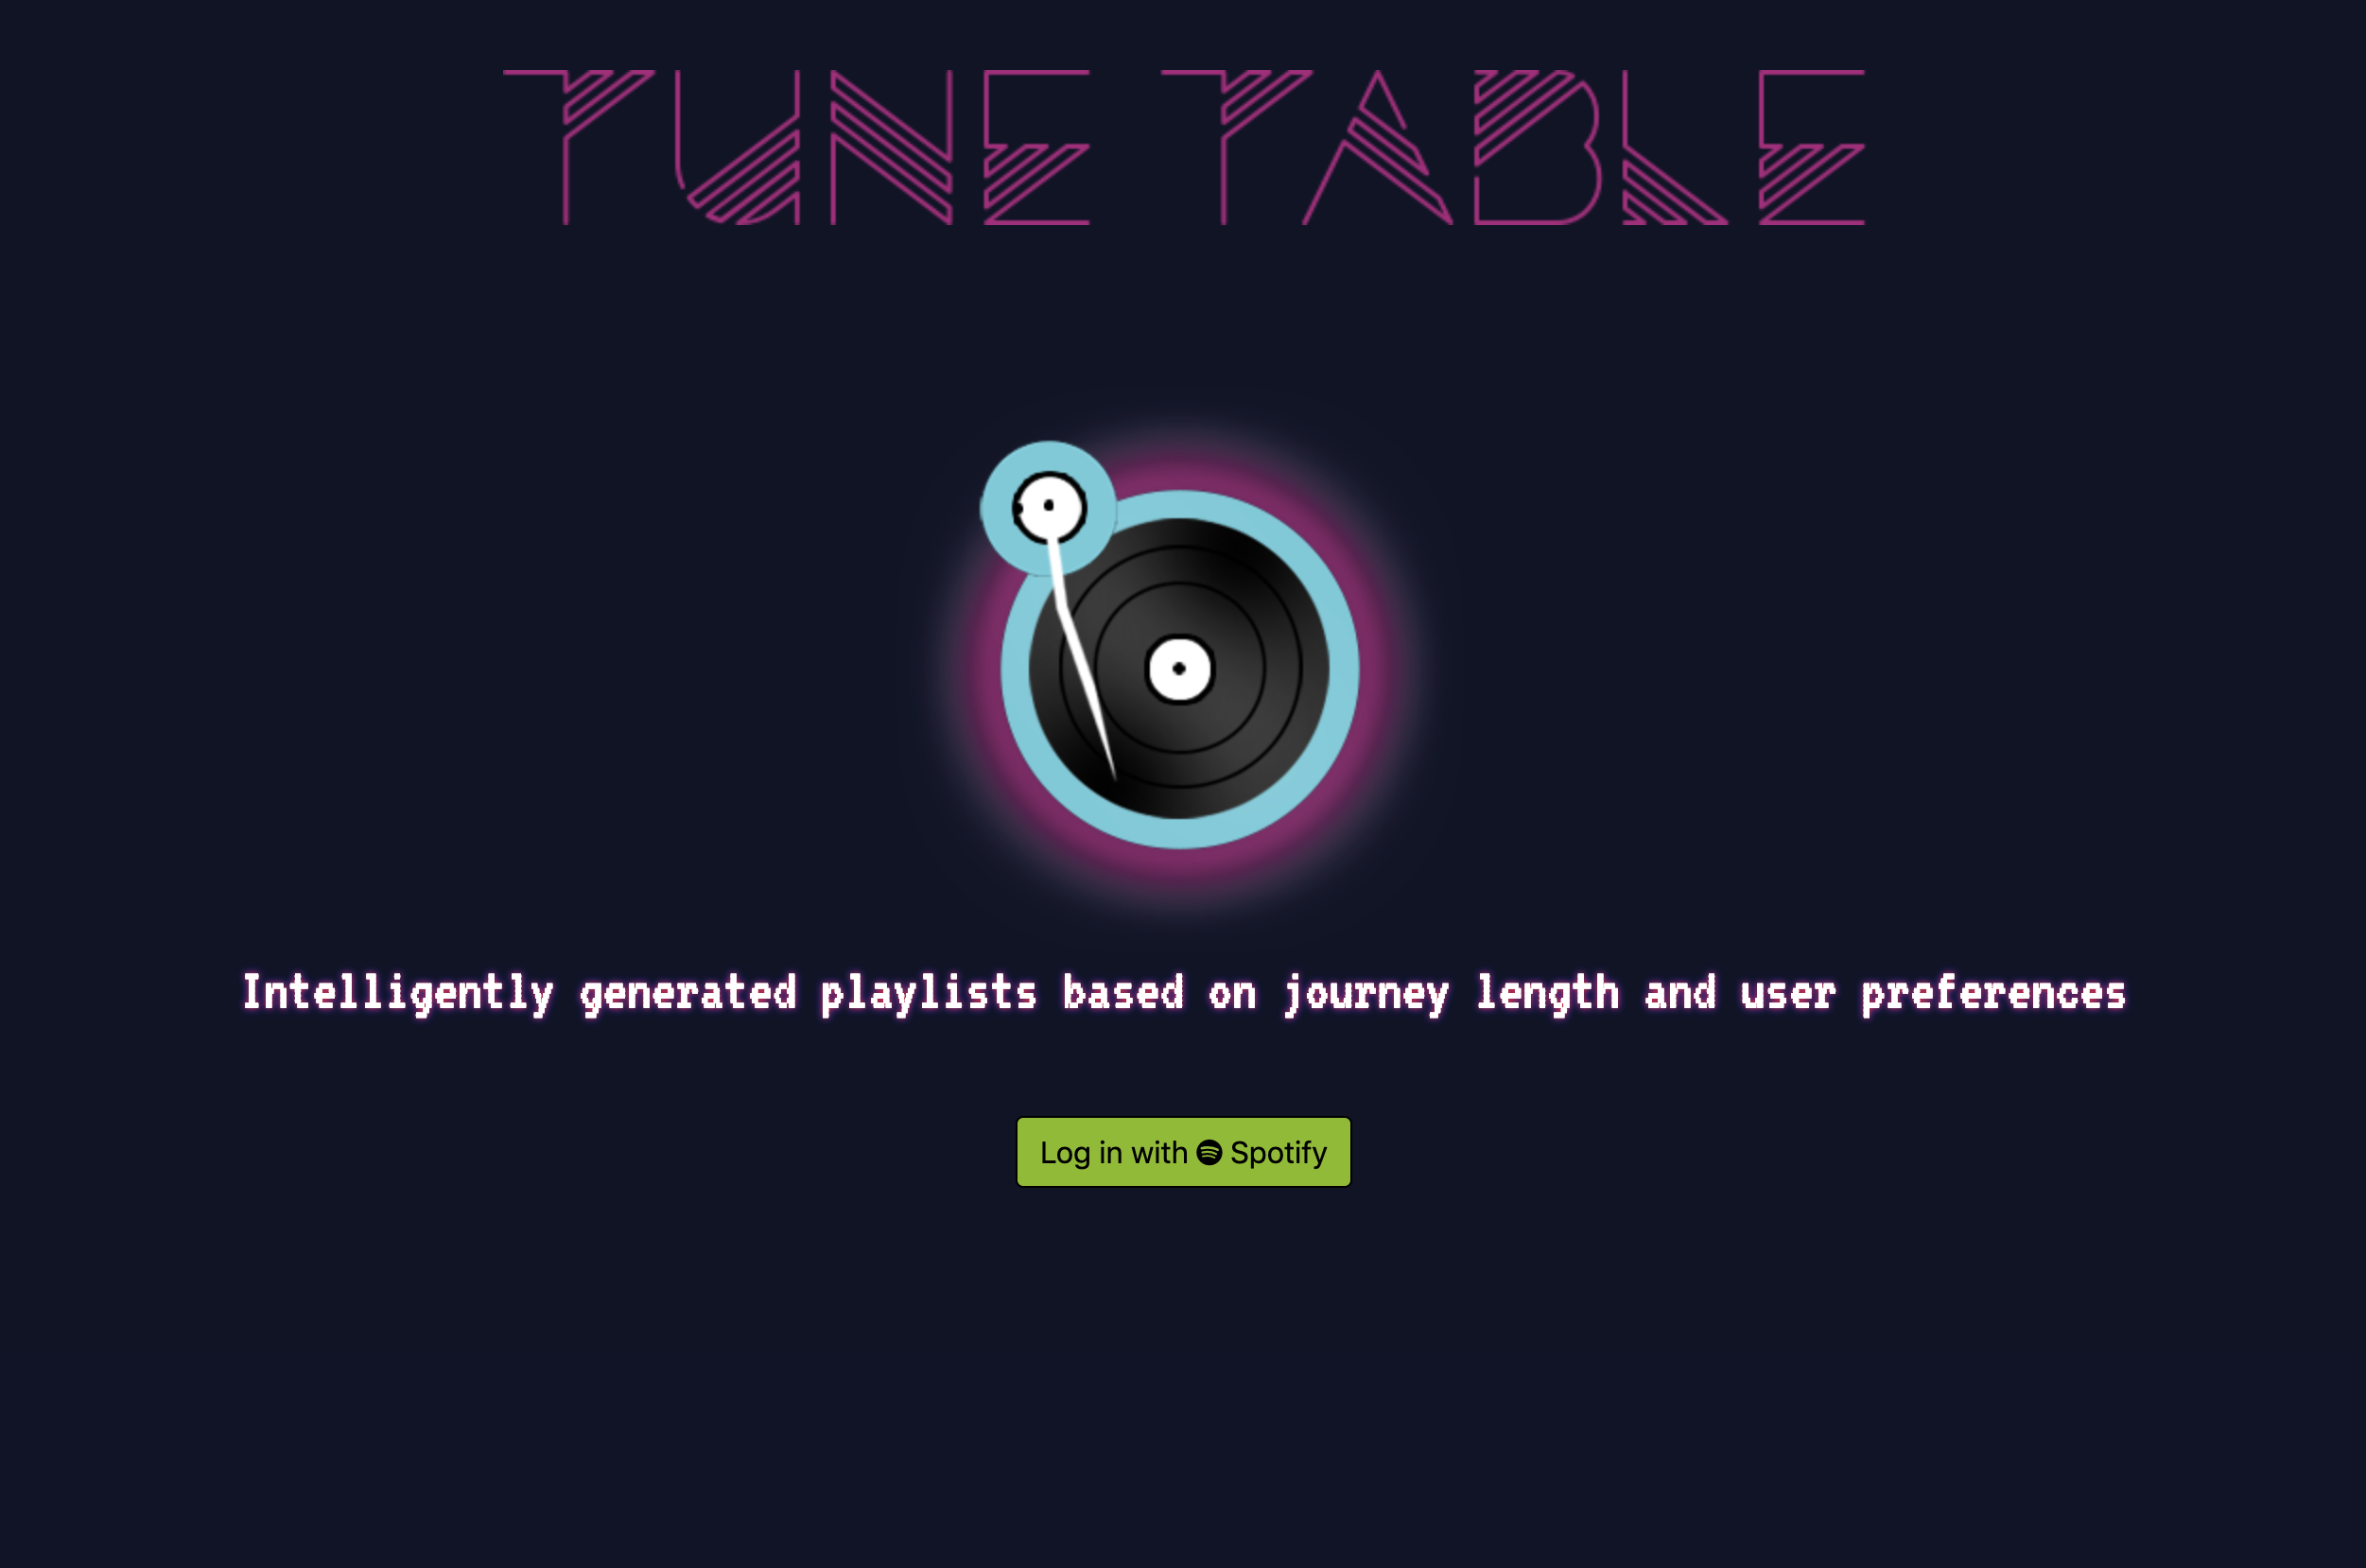 TUNE TABLE
Intelligently generated playlists based on journey length and user preferences
Log in with Spotify